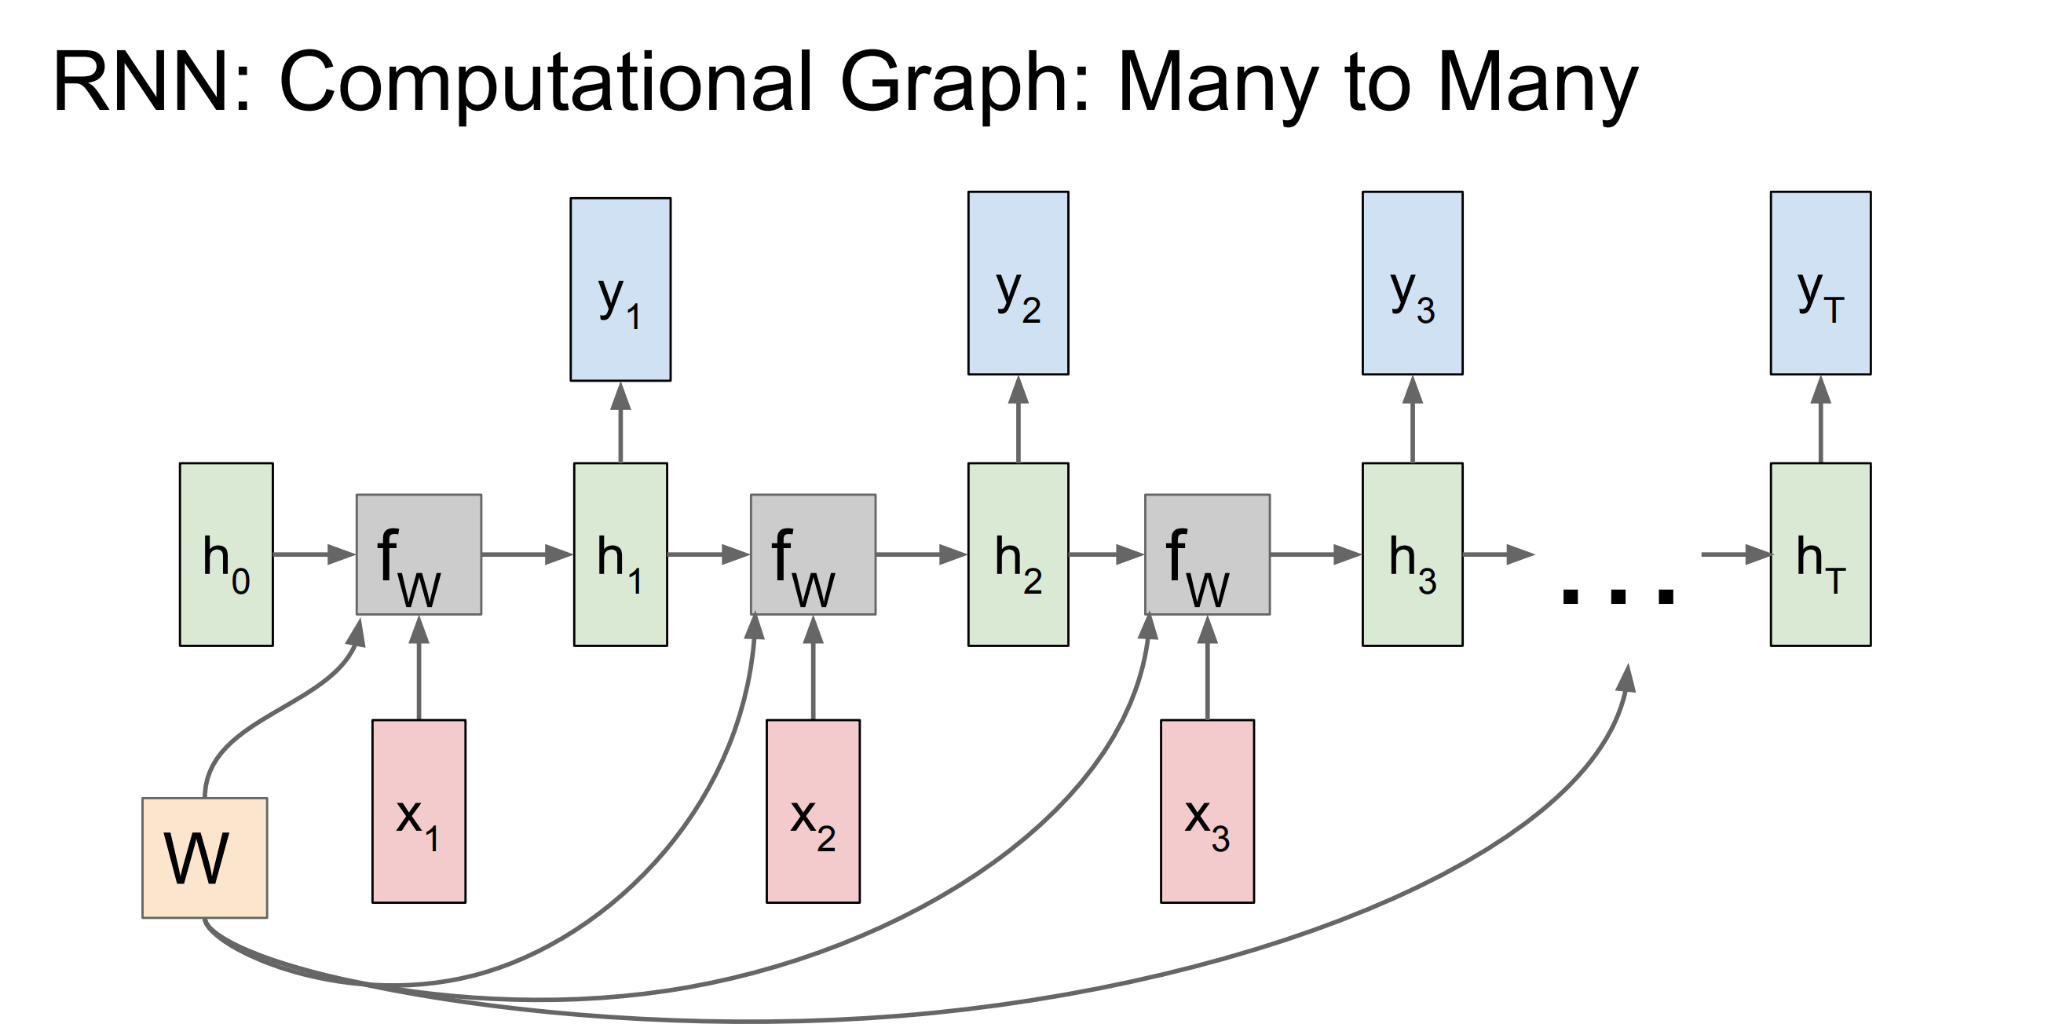 RNN: Computational Graph: Many to Many
y1 y2 y3 yT
h0 fW h1 fW h2 fW h3 ... hT
W x1 x2 x3